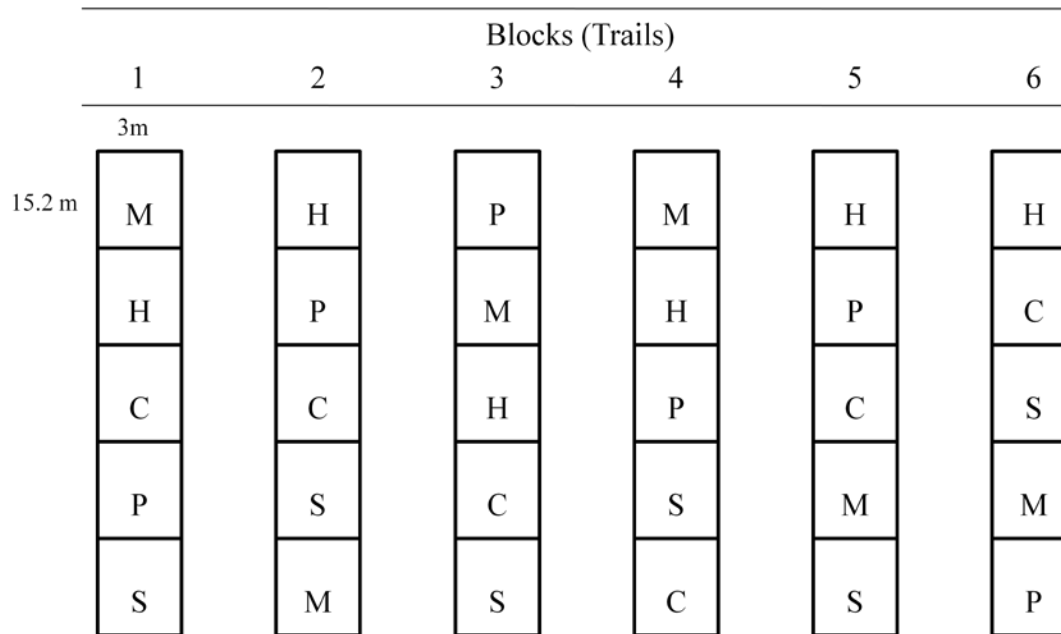 Blocks (Trails)
1 2 3 4 5 6
3m
15.2 m
M H P M H H
H P M H P C
C C H P C S
P S C S M M
S M S C S P